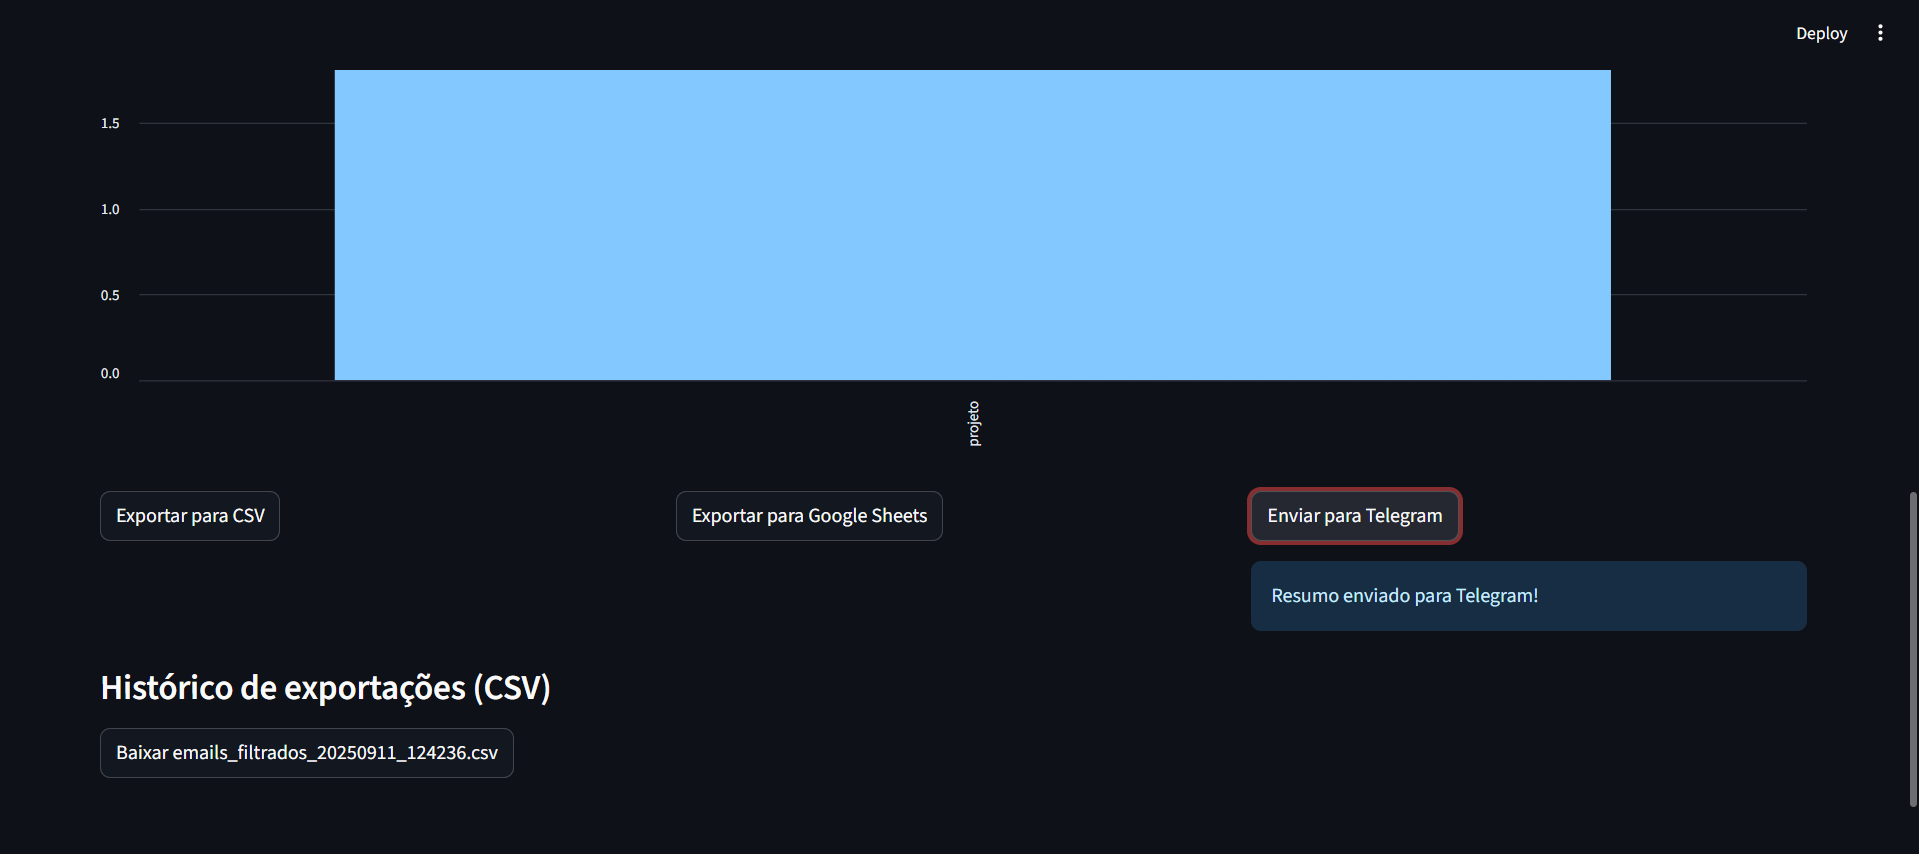 Deploy
1.5
1.0
0.5
0.0
projeto
Exportar para CSV
Exportar para Google Sheets
Enviar para Telegram
Resumo enviado para Telegram!
Histórico de exportações (CSV)
Baixar emails_filtrados_20250911_124236.csv